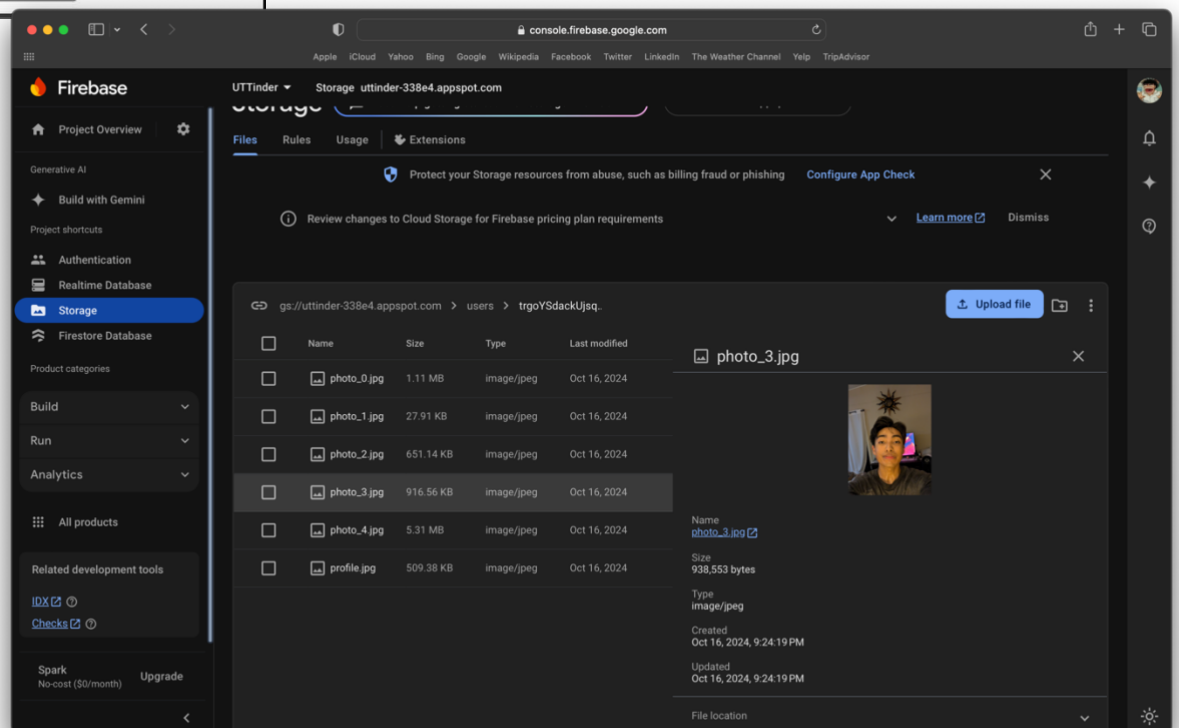 console.firebase.google.com
Apple iCloud Yahoo Bing Google Wikipedia Facebook Twitter LinkedIn The Weather Channel Yelp TripAdvisor
Firebase
UTTinder Storage uttinder-338e4.appspot.com
Storage
Project Overview
Files Rules Usage Extensions
Generative AI
Protect your Storage resources from abuse, such as billing fraud or phishing Configure App Check
Build with Gemini
Review changes to Cloud Storage for Firebase pricing plan requirements Learn more Dismiss
Project shortcuts
Authentication
Realtime Database
Storage
Firestore Database
Product categories
Build
Run
Analytics
All products
Related development tools
IDX
Checks
Spark
No-cost ($0/month)
Upgrade
gs://uttinder-338e4.appspot.com > users > trgoYSdackUjsq..
Upload file
Name Size Type Last modified
photo_0.jpg 1.11 MB image/jpeg Oct 16, 2024
photo_1.jpg 27.91 KB image/jpeg Oct 16, 2024
photo_2.jpg 651.14 KB image/jpeg Oct 16, 2024
photo_3.jpg 916.56 KB image/jpeg Oct 16, 2024
photo_4.jpg 5.31 MB image/jpeg Oct 16, 2024
profile.jpg 509.38 KB image/jpeg Oct 16, 2024
photo_3.jpg
Name
photo_3.jpg
Size
938,553 bytes
Type
image/jpeg
Created
Oct 16, 2024, 9:24:19 PM
Updated
Oct 16, 2024, 9:24:19 PM
File location